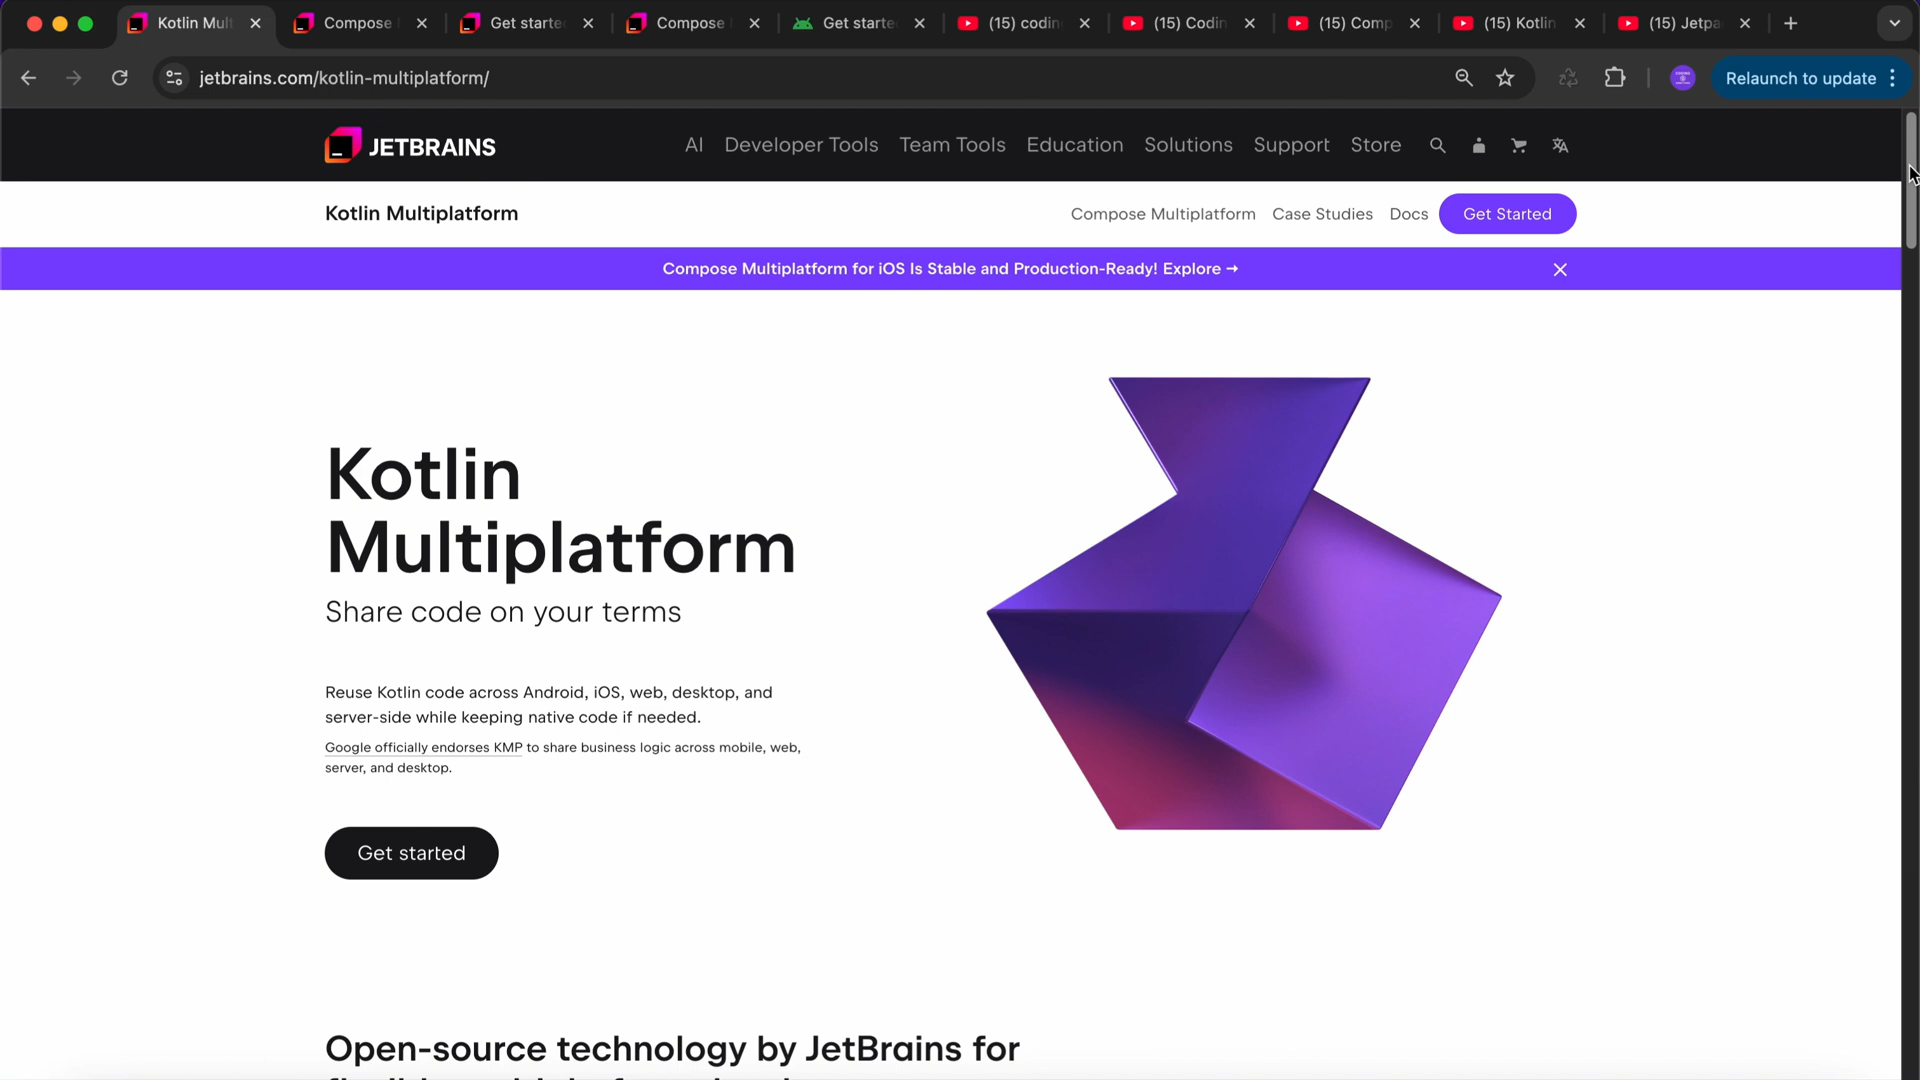 Kotlin Mult
Compose
Get starte
Compose
Get starte
(15) codin
(15) Codin
(15) Comp
(15) Kotlin
(15) Jetpa
jetbrains.com/kotlin-multiplatform/
Relaunch to update
JETBRAINS
AI
Developer Tools
Team Tools
Education
Solutions
Support
Store
Kotlin Multiplatform
Compose Multiplatform
Case Studies
Docs
Get Started
Compose Multiplatform for iOS Is Stable and Production-Ready! Explore →
Kotlin
Multiplatform
Share code on your terms
Reuse Kotlin code across Android, iOS, web, desktop, and
server-side while keeping native code if needed.
Google officially endorses KMP to share business logic across mobile, web,
server, and desktop.
Get started
Open-source technology by JetBrains for